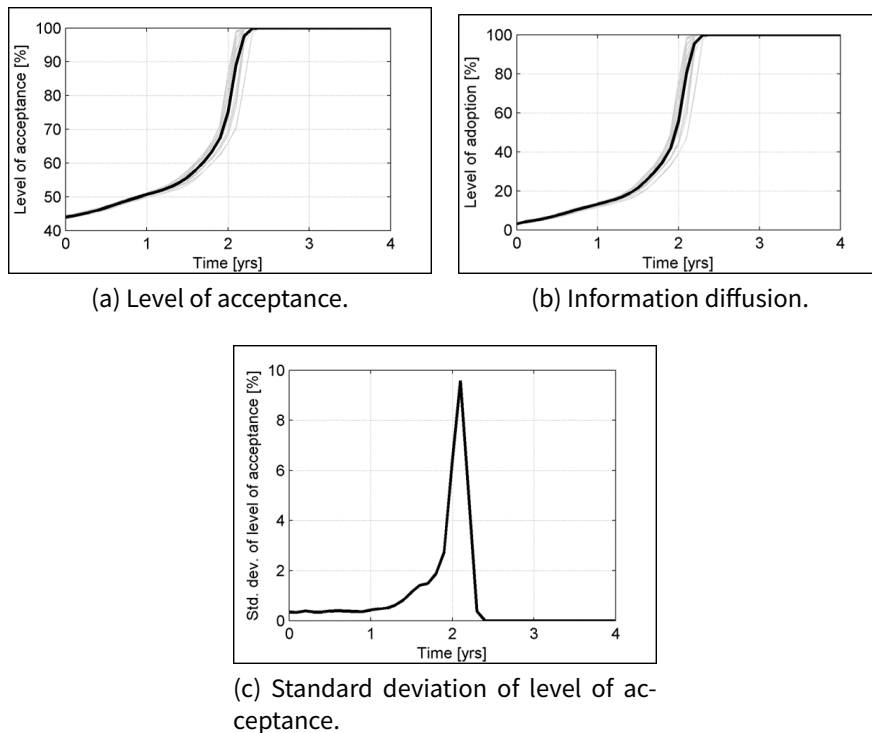 100
90
80
70
60
50
40
Level of acceptance [%]
0 1 2 3 4
Time [yrs]
(a) Level of acceptance.
100
80
60
40
20
0
Level of adoption [%]
0 1 2 3 4
Time [yrs]
(b) Information diffusion.
10
8
6
4
2
0
Std. dev. of level of acceptance [%]
0 1 2 3 4
Time [yrs]
(c) Standard deviation of level of ac-
ceptance.